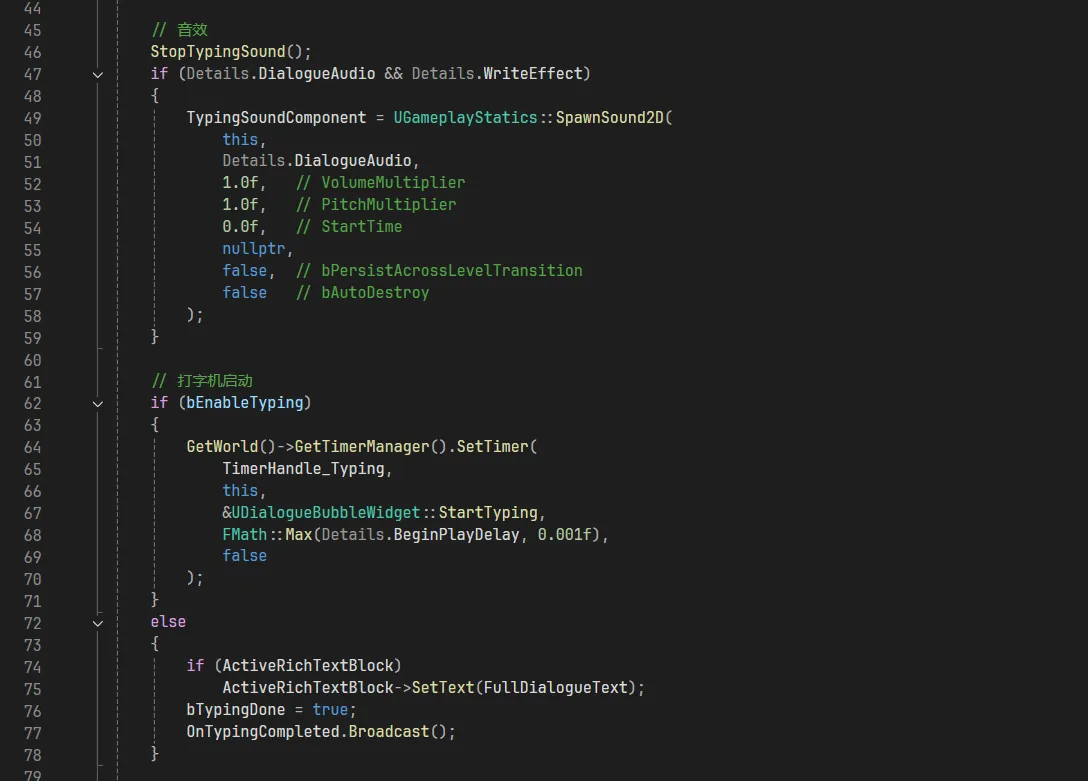 44
45 // 音效
46 StopTypingSound();
47 if (Details.DialogueAudio && Details.WriteEffect)
48 {
49 TypingSoundComponent = UGameplayStatics::SpawnSound2D(
50 this,
51 Details.DialogueAudio,
52 1.0f, // VolumeMultiplier
53 1.0f, // PitchMultiplier
54 0.0f, // StartTime
55 nullptr,
56 false, // bPersistAcrossLevelTransition
57 false // bAutoDestroy
58 );
59 }
60
61 // 打字机启动
62 if (bEnableTyping)
63 {
64 GetWorld()->GetTimerManager().SetTimer(
65 TimerHandle_Typing,
66 this,
67 &UDialogueBubbleWidget::StartTyping,
68 FMath::Max(Details.BeginPlayDelay, 0.001f),
69 false
70 );
71 }
72 else
73 {
74 if (ActiveRichTextBlock)
75 ActiveRichTextBlock->SetText(FullDialogueText);
76 bTypingDone = true;
77 OnTypingCompleted.Broadcast();
78 }
79